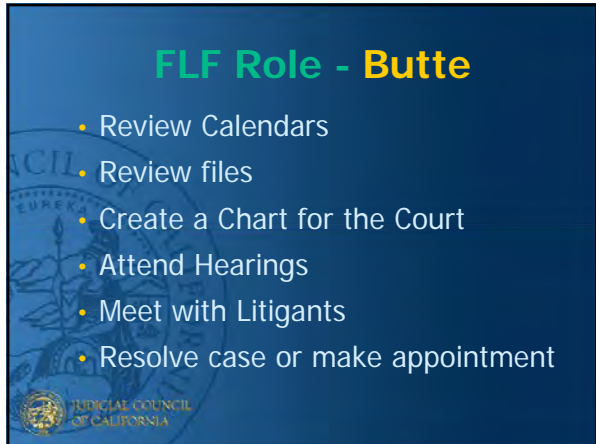 FLF Role - Butte
• Review Calendars
• Review files
• Create a Chart for the Court
• Attend Hearings
• Meet with Litigants
• Resolve case or make appointment
JUDICIAL COUNCIL
OF CALIFORNIA